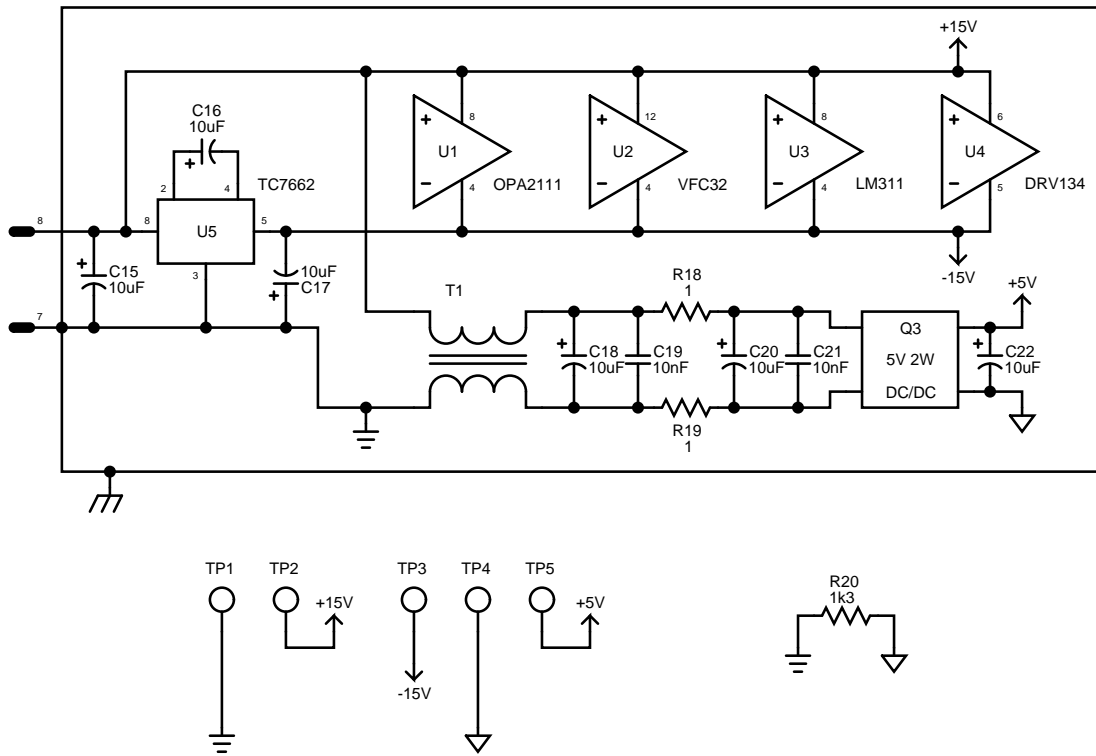 +15V
C16
10uF
8
12
8
6
U1
U2
U3
U4
2
4
TC7662
4
OPA2111
4
VFC32
4
LM311
5
DRV134
8
8
U5
5
3
C15
10uF
10uF
C17
-15V
+5V
T1
R18
1
7
C18
10uF
C19
10nF
C20
10uF
C21
10nF
Q3
5V 2W
DC/DC
C22
10uF
R19
1
TP1
TP2
TP3
TP4
TP5
+15V
+5V
-15V
R20
1k3